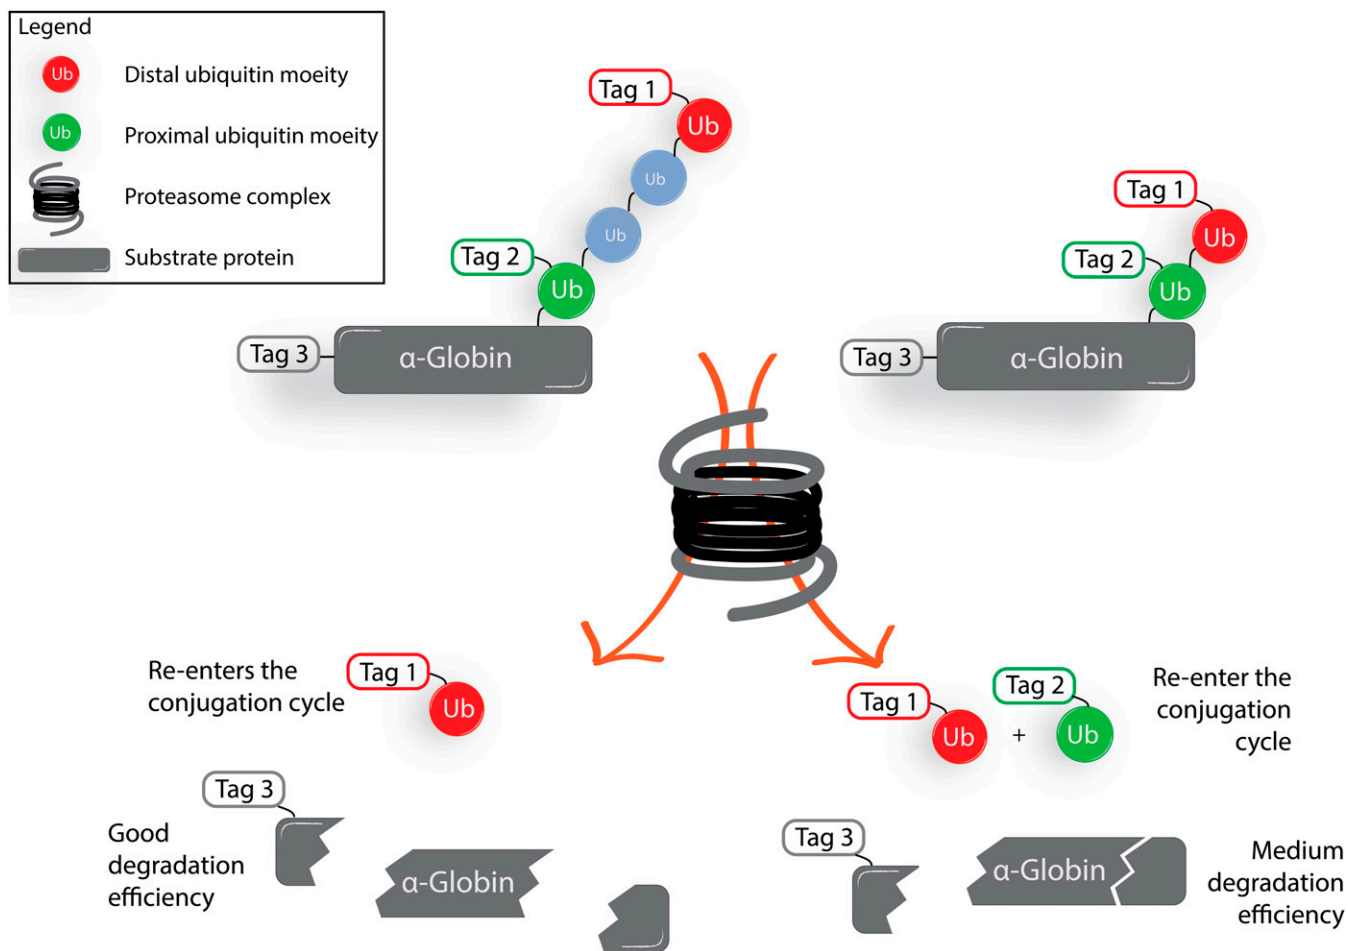 Legend
Ub
Distal ubiquitin moeity
Ub
Proximal ubiquitin moeity
Proteasome complex
Substrate protein
Tag 1
Ub
Ub
Ub
Tag 2
Ub
Tag 3
α-Globin
Tag 1
Ub
Tag 2
Ub
Tag 3
α-Globin
Re-enters the
conjugation cycle
Tag 1
Ub
Tag 1
Ub
+
Tag 2
Ub
Re-enter the
conjugation
cycle
Good
degradation
efficiency
Tag 3
α-Globin
Tag 3
α-Globin
Medium
degradation
efficiency